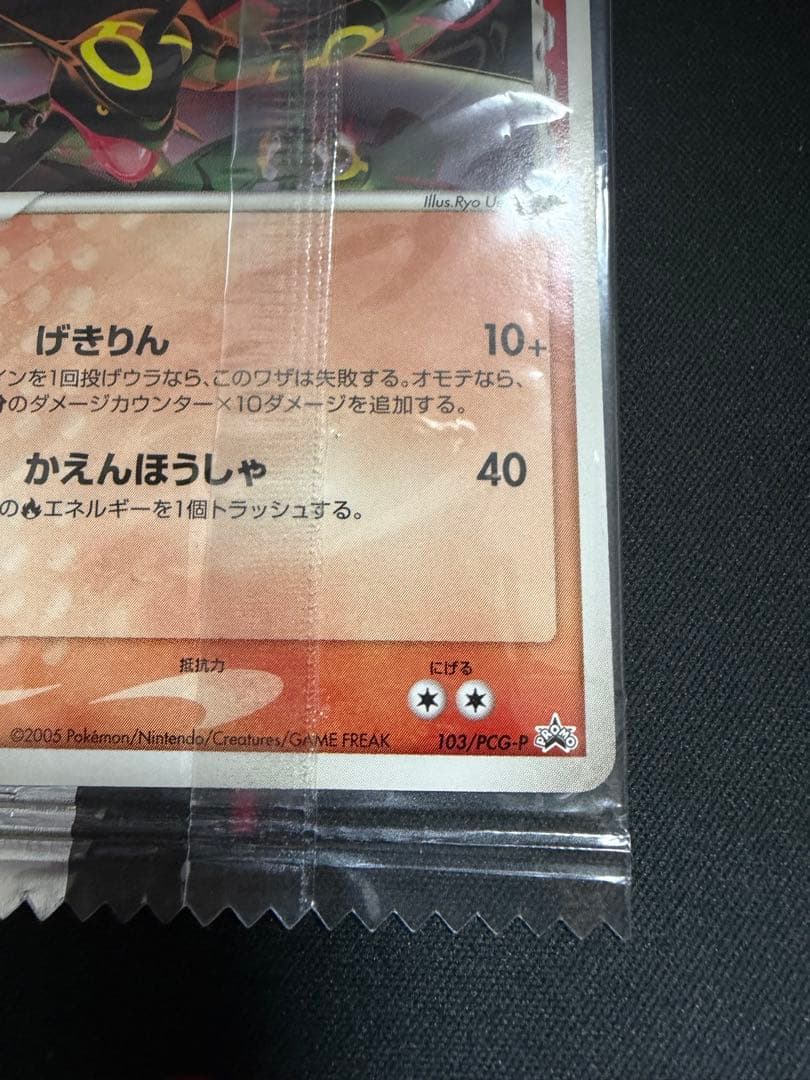 Illus.Ryo
げきりん 10+
インを1回投げウラなら、このワザは失敗する。オモテなら、
のダメージカウンター×10ダメージを追加する。
かえんほうしゃ 40
の🔥エネルギーを1個トラッシュする。
抵抗力 にげる
©2005 Pokémon/Nintendo/Creatures/GAME FREAK 103/PCG-P PROMO